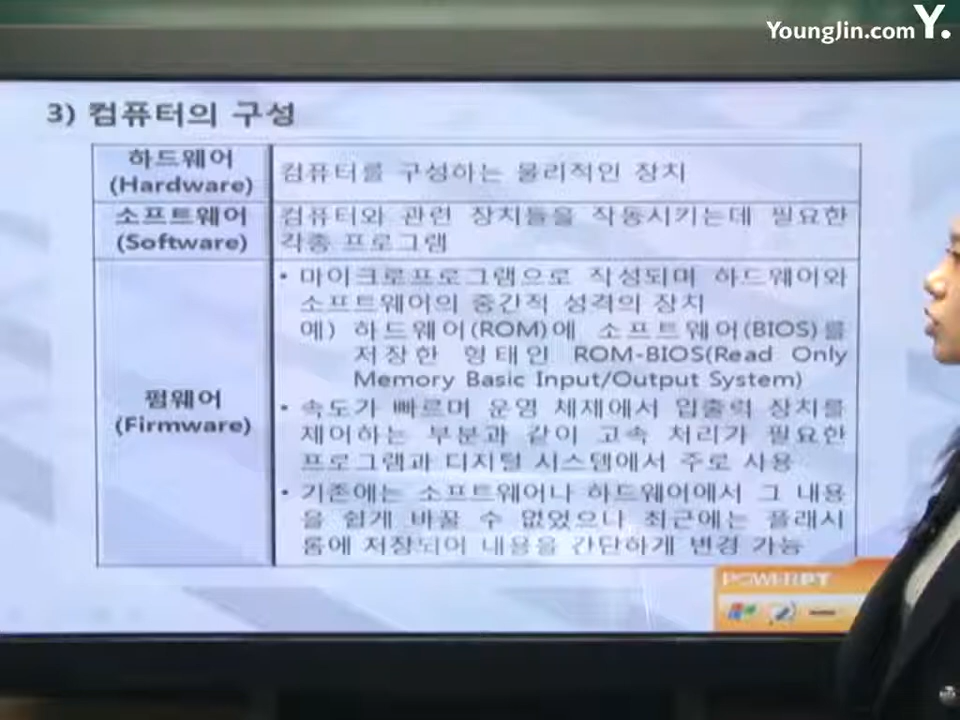 YoungJin.com Y.
3) 컴퓨터의 구성
하드웨어
(Hardware)
컴퓨터를 구성하는 물리적인 장치
소프트웨어
(Software)
컴퓨터와 관련 장치들을 작동시키는데 필요한
각종 프로그램
펌웨어
(Firmware)
• 마이크로프로그램으로 작성되며 하드웨어와
소프트웨어의 중간적 성격의 장치
예) 하드웨어(ROM)에 소프트웨어(BIOS)를
저장한 형태인 ROM-BIOS(Read Only
Memory Basic Input/Output System)
• 속도가 빠르며 운영 체제에서 입출력 장치를
제어하는 부분과 같이 고속 처리가 필요한
프로그램과 디지털 시스템에서 주로 사용
• 기존에는 소프트웨어나 하드웨어에서 그 내용
을 쉽게 바꿀 수 없었으나 최근에는 플래시
롬에 저장되어 내용을 간단하게 변경 가능
POWERPT